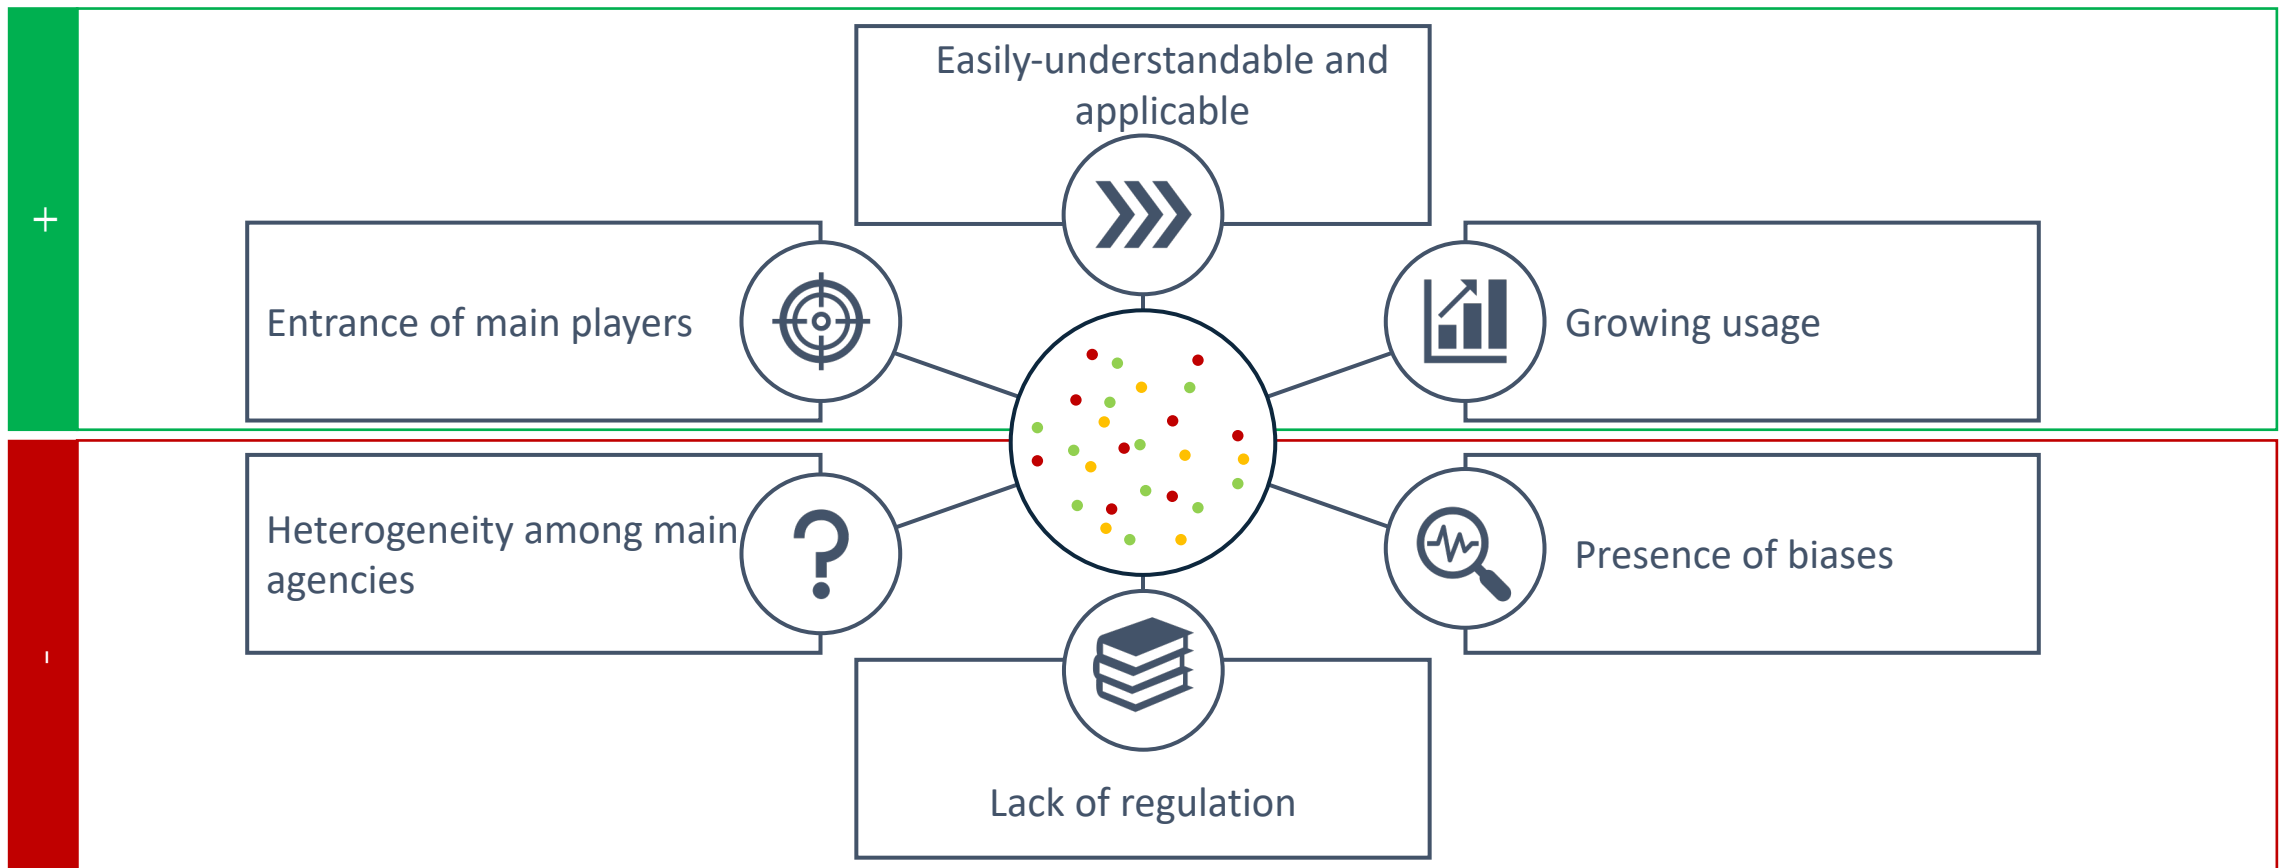 +
Easily-understandable and
applicable
Entrance of main players
Growing usage
-
Heterogeneity among main
agencies
Presence of biases
Lack of regulation